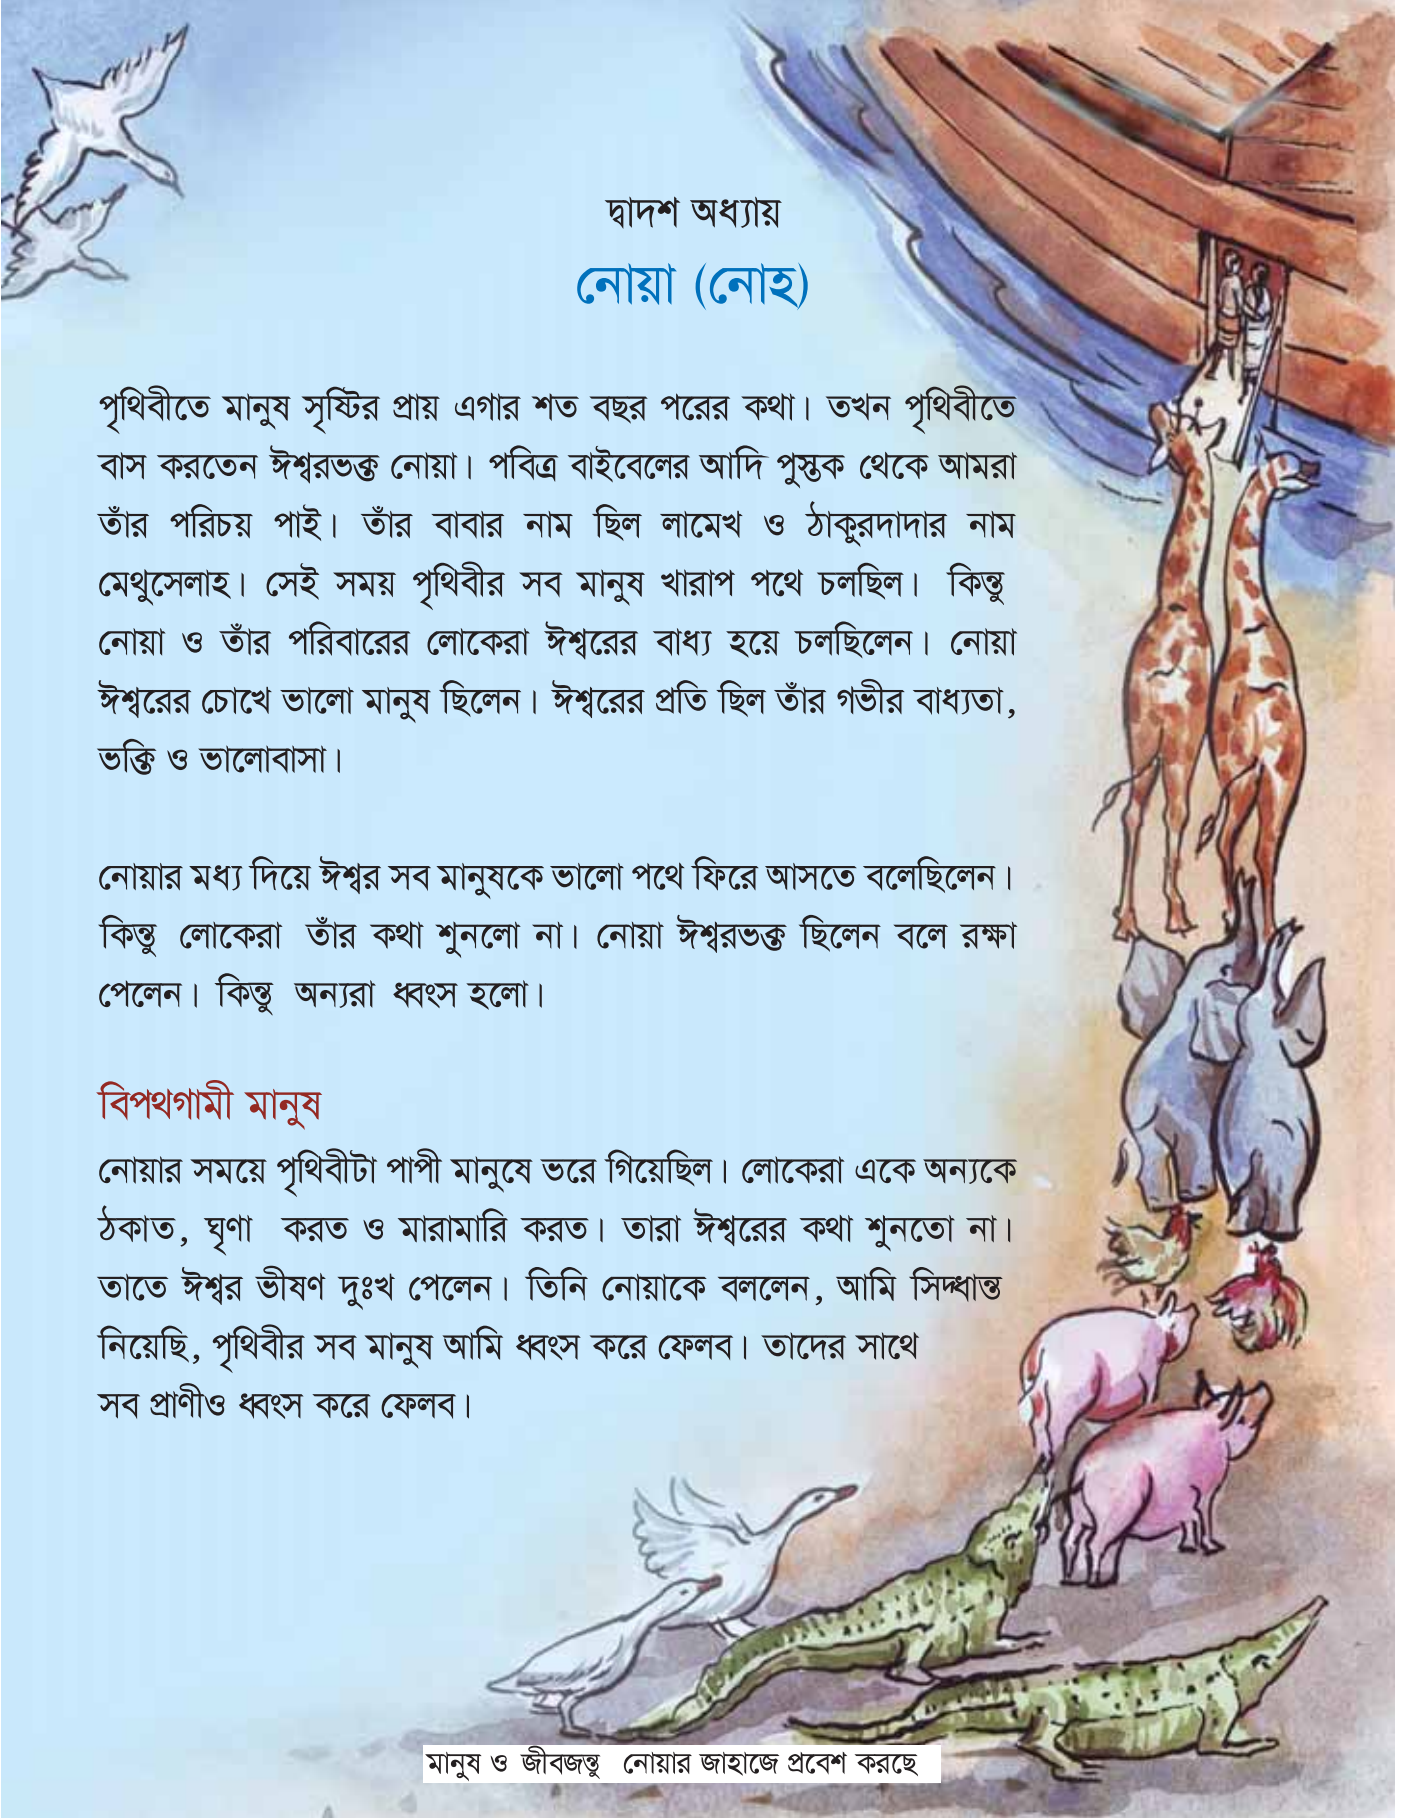 দ্বাদশ অধ্যায়
নোয়া (নোহ)
পৃথিবীতে মানুষ সৃষ্টির প্রায় এগার শত বছর পরের কথা। তখন পৃথিবীতে
বাস করতেন ঈশ্বরভক্ত নোয়া। পবিত্র বাইবেলের আদি পুস্তক থেকে আমরা
তাঁর পরিচয় পাই। তাঁর বাবার নাম ছিল লামেখ ও ঠাকুরদাদার নাম
মেথুসেলাহ। সেই সময় পৃথিবীর সব মানুষ খারাপ পথে চলছিল। কিন্তু
নোয়া ও তাঁর পরিবারের লোকেরা ঈশ্বরের বাধ্য হয়ে চলছিলেন। নোয়া
ঈশ্বরের চোখে ভালো মানুষ ছিলেন। ঈশ্বরের প্রতি ছিল তাঁর গভীর বাধ্যতা,
ভক্তি ও ভালোবাসা।
নোয়ার মধ্য দিয়ে ঈশ্বর সব মানুষকে ভালো পথে ফিরে আসতে বলেছিলেন।
কিন্তু লোকেরা তাঁর কথা শুনলো না। নোয়া ঈশ্বরভক্ত ছিলেন বলে রক্ষা
পেলেন। কিন্তু অন্যরা ধ্বংস হলো।
বিপথগামী মানুষ
নোয়ার সময়ে পৃথিবীটা পাপী মানুষে ভরে গিয়েছিল। লোকেরা একে অন্যকে
ঠকাত, ঘৃণা করত ও মারামারি করত। তারা ঈশ্বরের কথা শুনতো না।
তাতে ঈশ্বর ভীষণ দুঃখ পেলেন। তিনি নোয়াকে বললেন, আমি সিদ্ধান্ত
নিয়েছি, পৃথিবীর সব মানুষ আমি ধ্বংস করে ফেলব। তাদের সাথে
সব প্রাণীও ধ্বংস করে ফেলব।
মানুষ ও জীবজন্তু নোয়ার জাহাজে প্রবেশ করছে